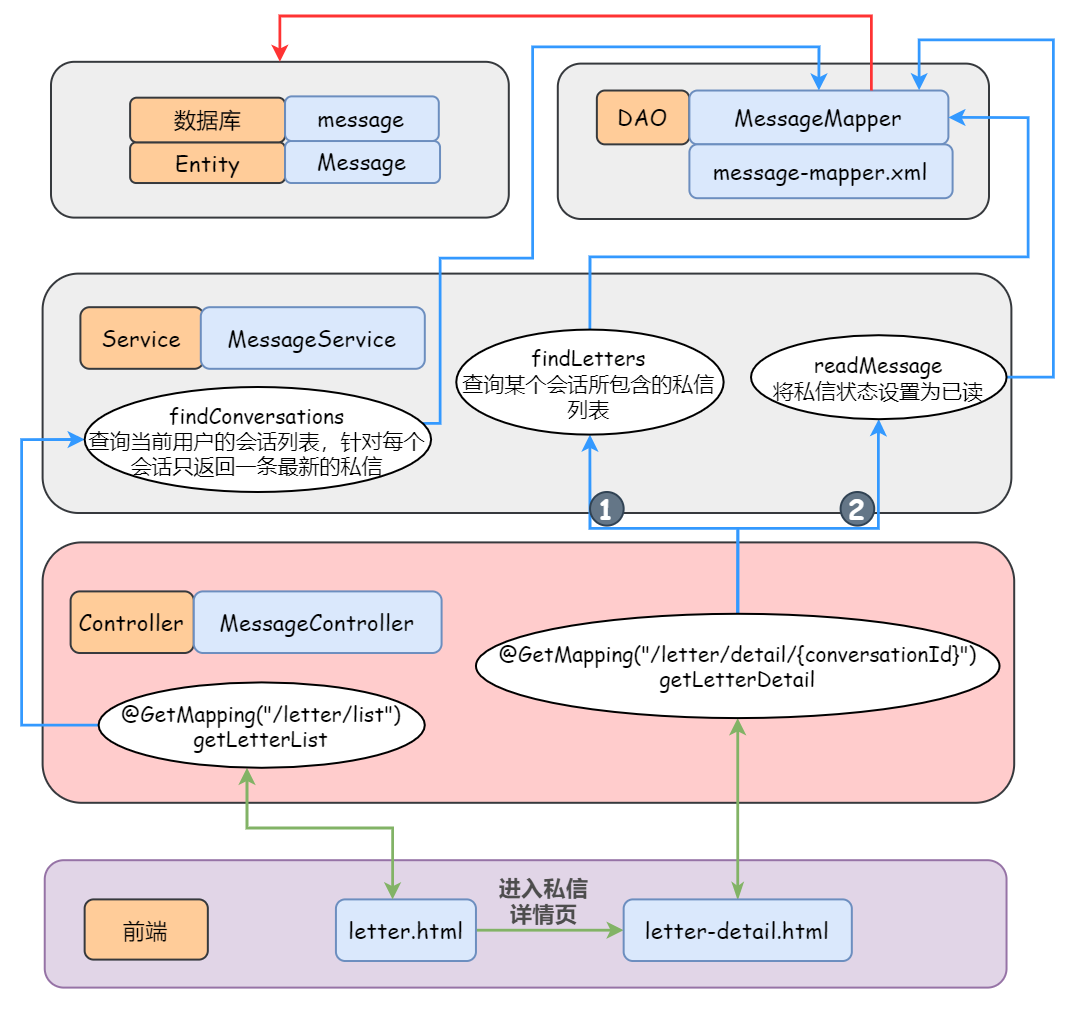 数据库
message
Entity
Message
DAO
MessageMapper
message-mapper.xml
Service
MessageService
findConversations
查询当前用户的会话列表，针对每个
会话只返回一条最新的私信
findLetters
查询某个会话所包含的私信
列表
readMessage
将私信状态设置为已读
1
2
Controller
MessageController
@GetMapping("/letter/list")
getLetterList
@GetMapping("/letter/detail/{conversationId}")
getLetterDetail
前端
letter.html
进入私信
详情页
letter-detail.html